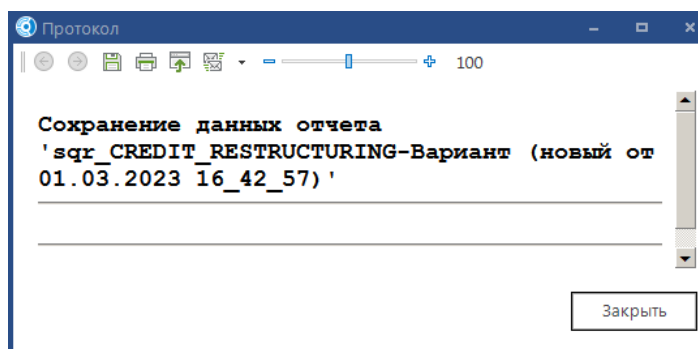 Протокол
100
Сохранение данных отчета
'sqr_CREDIT_RESTRUCTURING-Вариант (новый от
01.03.2023 16_42_57)'
Закрыть